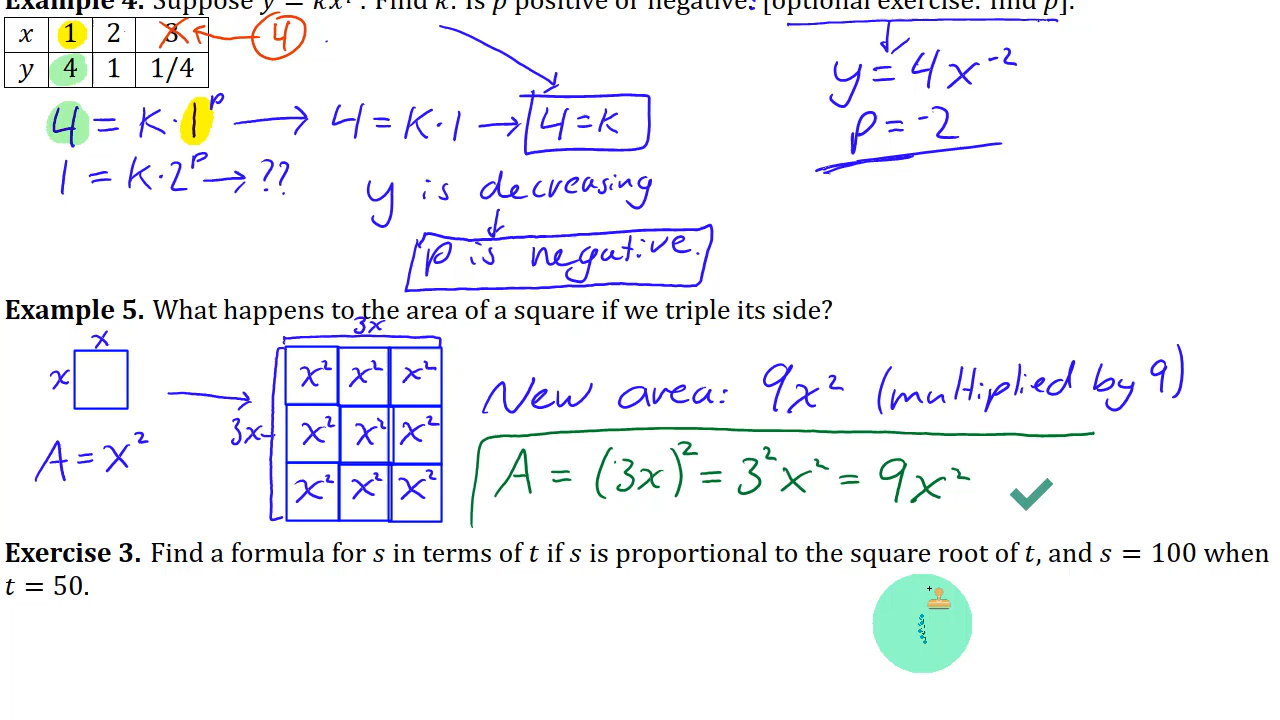 Example 4. Suppose y = kxᵖ. Find k. Is p positive or negative? [optional exercise: find p].
x 1 2 3 4
y 4 1 1/4
y = 4x⁻²
p = -2
4 = K · 1ᵖ → 4 = K · 1 → 4 = K
1 = K · 2ᵖ → ??
y is decreasing
p is negative.
Example 5. What happens to the area of a square if we triple its side?
x
x
A = x²
3x
3x
x² x² x²
x² x² x²
x² x² x²
New area: 9x² (multiplied by 9)
A = (3x)² = 3²x² = 9x²
Exercise 3. Find a formula for s in terms of t if s is proportional to the square root of t, and s = 100 when
t = 50.